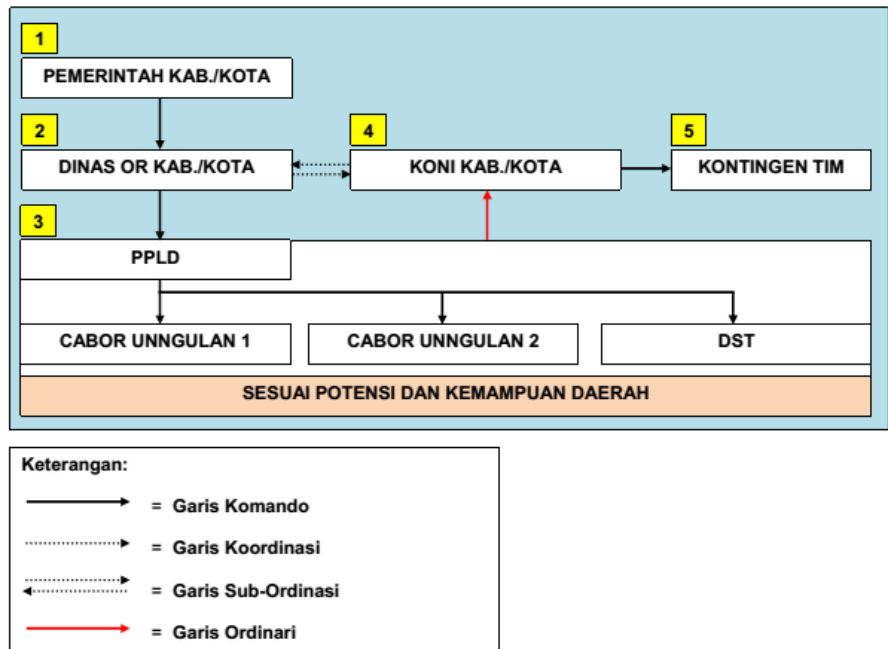 1
PEMERINTAH KAB./KOTA
2
4
5
DINAS OR KAB./KOTA
KONI KAB./KOTA
KONTINGEN TIM
3
PPLD
CABOR UNNGULAN 1
CABOR UNNGULAN 2
DST
SESUAI POTENSI DAN KEMAMPUAN DAERAH
Keterangan:
= Garis Komando
= Garis Koordinasi
= Garis Sub-Ordinasi
= Garis Ordinari